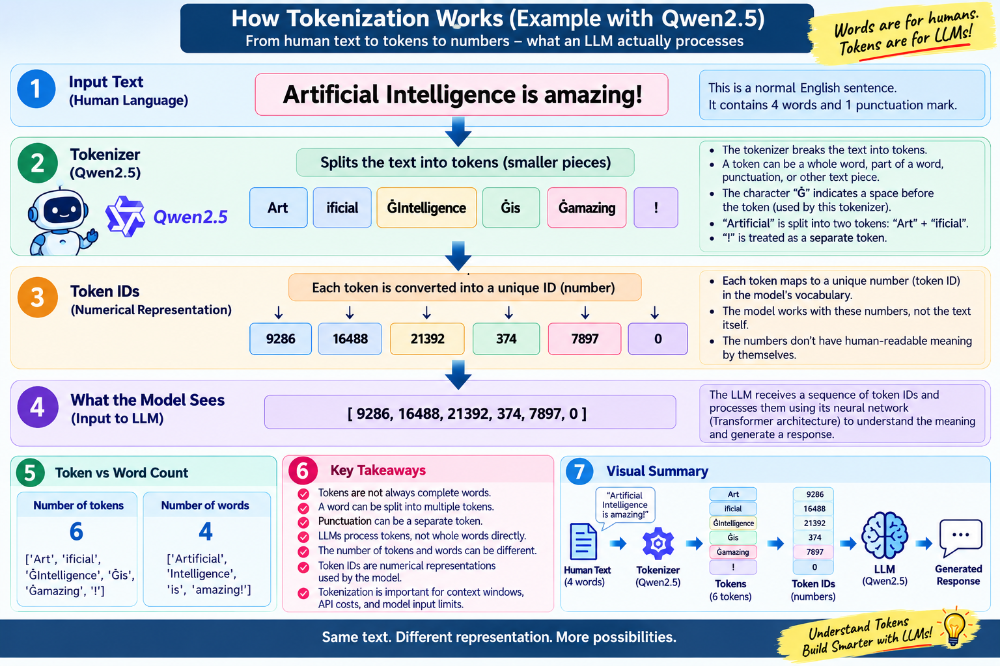 How Tokenization Works (Example with Qwen2.5)
From human text to tokens to numbers – what an LLM actually processes
Words are for humans.
Tokens are for LLMs!
1
Input Text
(Human Language)
Artificial Intelligence is amazing!
This is a normal English sentence.
It contains 4 words and 1 punctuation mark.
2
Tokenizer
(Qwen2.5)
Qwen2.5
Splits the text into tokens (smaller pieces)
Art
ificial
ĠIntelligence
Ġis
Ġamazing
!
• The tokenizer breaks the text into tokens.
• A token can be a whole word, part of a word,
punctuation, or other text piece.
• The character “Ġ” indicates a space before
the token (used by this tokenizer).
• “Artificial” is split into two tokens: “Art” + “ificial”.
• “!” is treated as a separate token.
3
Token IDs
(Numerical Representation)
Each token is converted into a unique ID (number)
9286
16488
21392
374
7897
0
• Each token maps to a unique number (token ID)
in the model's vocabulary.
• The model works with these numbers, not the text
itself.
• The numbers don't have human-readable meaning
by themselves.
4
What the Model Sees
(Input to LLM)
[ 9286, 16488, 21392, 374, 7897, 0 ]
The LLM receives a sequence of token IDs and
processes them using its neural network
(Transformer architecture) to understand the meaning
and generate a response.
5
Token vs Word Count
Number of tokens
6
['Art', 'ificial',
'ĠIntelligence', 'Ġis',
'Ġamazing', '!']
Number of words
4
['Artificial',
'Intelligence',
'is', 'amazing!']
6
Key Takeaways
Tokens are not always complete words.
A word can be split into multiple tokens.
Punctuation can be a separate token.
LLMs process tokens, not whole words directly.
The number of tokens and words can be different.
Token IDs are numerical representations
used by the model.
Tokenization is important for context windows,
API costs, and model input limits.
7
Visual Summary
“Artificial
Intelligence
is amazing!”
Human Text
(4 words)
Tokenizer
(Qwen2.5)
Art
ificial
ĠIntelligence
Ġis
Ġamazing
!
Tokens
(6 tokens)
9286
16488
21392
374
7897
0
Token IDs
(numbers)
LLM
(Qwen2.5)
Generated
Response
Same text. Different representation. More possibilities.
Understand Tokens
Build Smarter with LLMs!